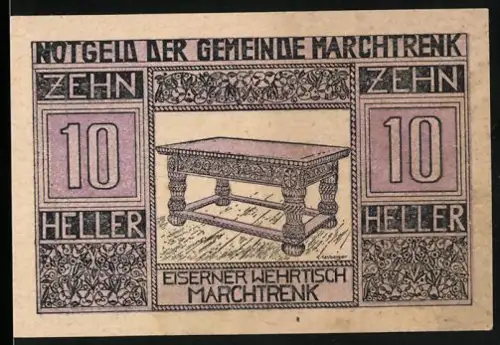 NOTGELD DER GEMEINDE MARCHTRENK
ZEHN ZEHN
10 10
HELLER HELLER
EISERNER WEHRTISCH
MARCHTRENK